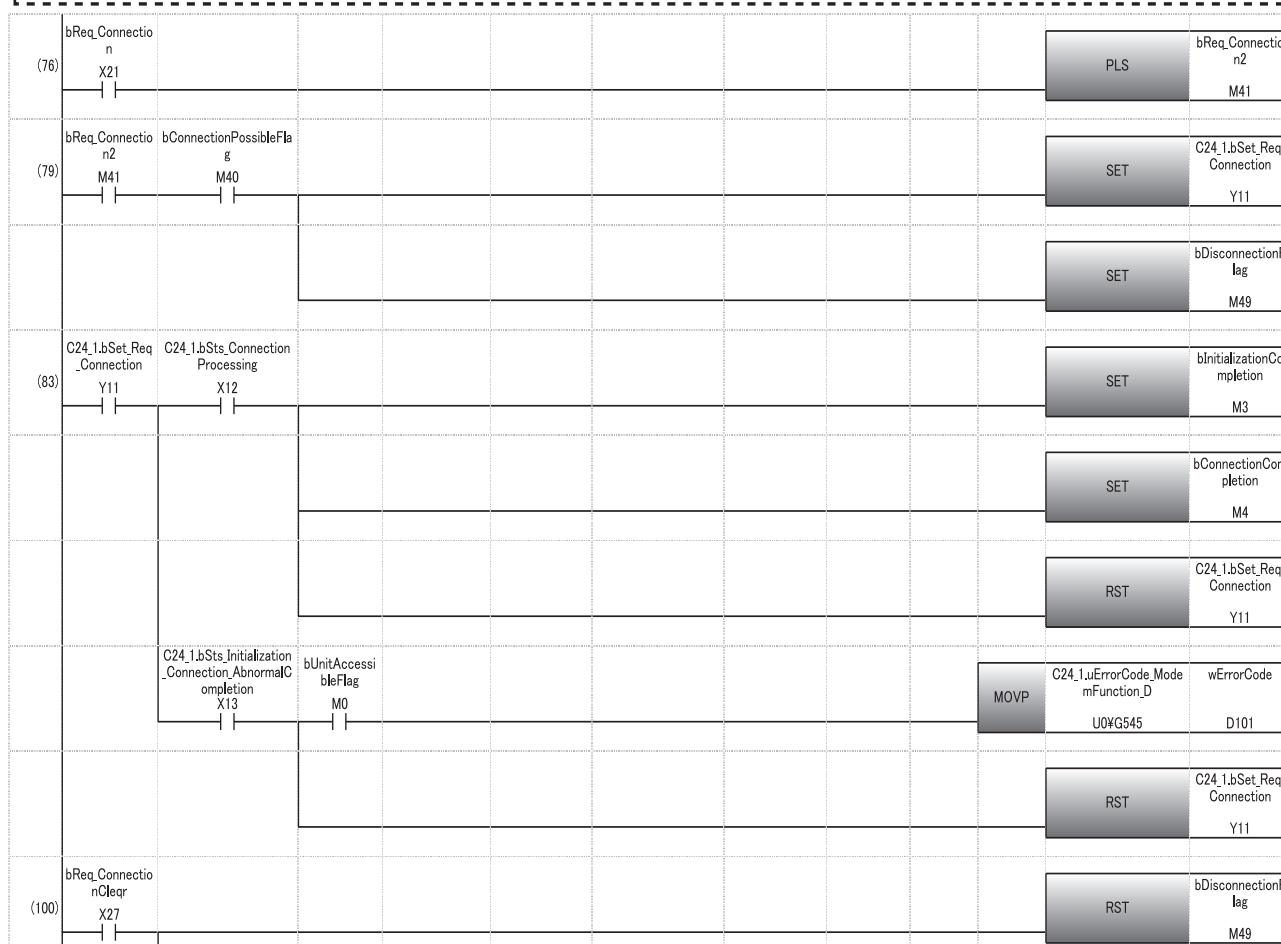 bReq_Connectio
n
(76)
X21
PLS
bReq_Connectio
n2
M41
bReq_Connectio
n2
(79)
M41
bConnectionPossibleFla
g
M40
SET
C24_1.bSet_Req
Connection
Y11
SET
bDisconnectionF
lag
M49
C24_1.bSet_Req
_Connection
(83)
Y11
C24_1.bSts_Connection
Processing
X12
SET
bInitializationCo
mpletion
M3
SET
bConnectionCom
pletion
M4
RST
C24_1.bSet_Req
Connection
Y11
C24_1.bSts_Initialization
_Connection_AbnormalC
ompletion
X13
bUnitAccessi
bleFlag
M0
MOVP
C24_1.uErrorCode_Mode
mFunction_D
U0¥G545
wErrorCode
D101
RST
C24_1.bSet_Req
Connection
Y11
bReq_Connectio
nCleqr
(100)
X27
RST
bDisconnectionF
lag
M49